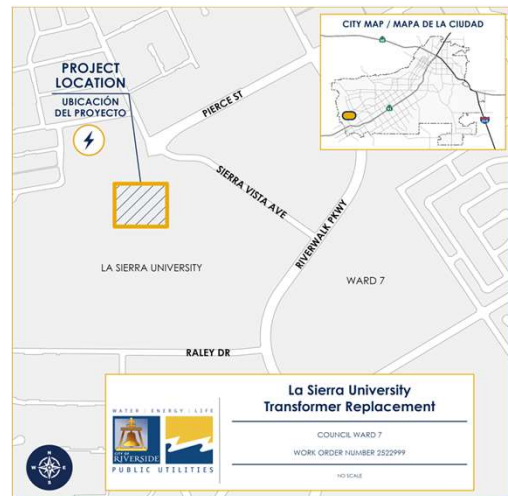 CITY MAP / MAPA DE LA CIUDAD
PROJECT
LOCATION
UBICACIÓN
DEL PROYECTO
PIERCE ST
SIERRA VISTA AVE
RIVERWALK PKWY
LA SIERRA UNIVERSITY
WARD 7
RALEY DR
La Sierra University
Transformer Replacement
COUNCIL WARD 7
WORK ORDER NUMBER 2522999
NO SCALE
WATER | ENERGY | LIFE
CITY OF
RIVERSIDE
PUBLIC UTILITIES
N
W E
S